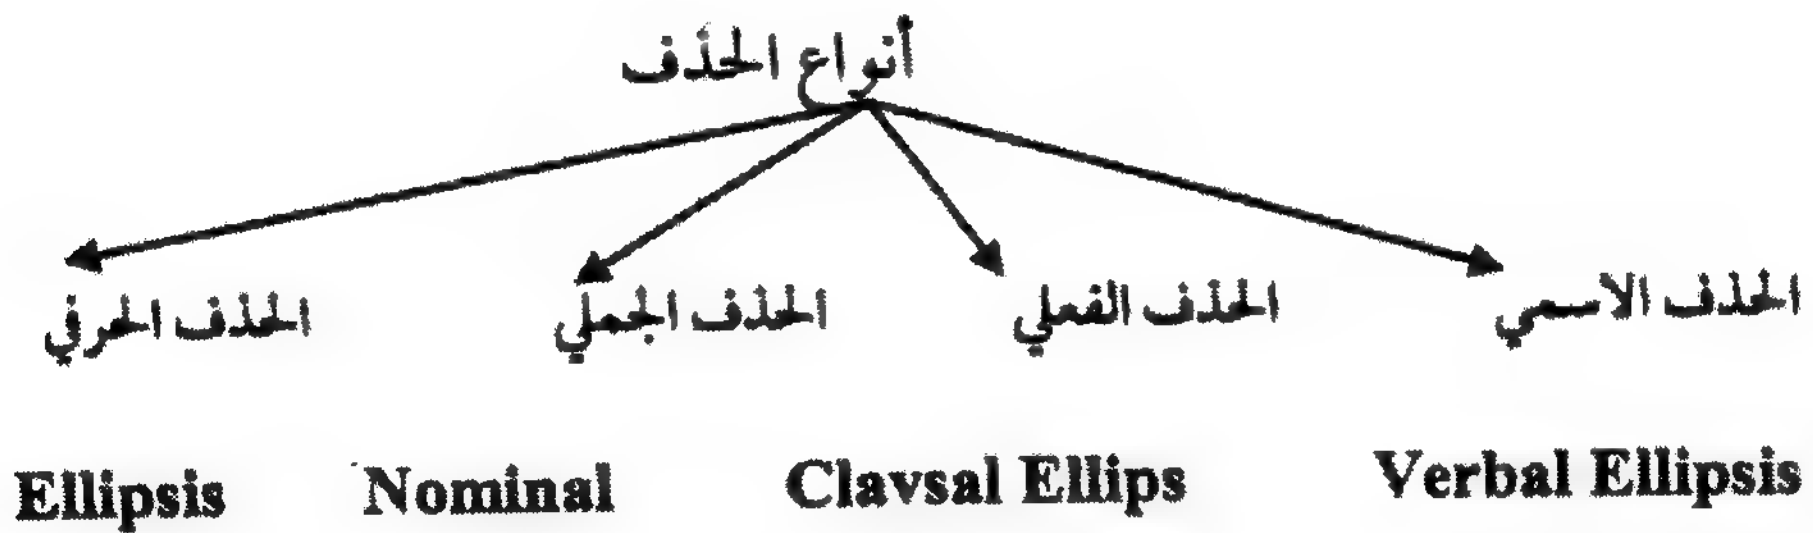 أنواع الحذف
الحذف الاسمي الحذف الفعلي الحذف الجملي الحذف الحرفي
Ellipsis Nominal Clavsal Ellips Verbal Ellipsis